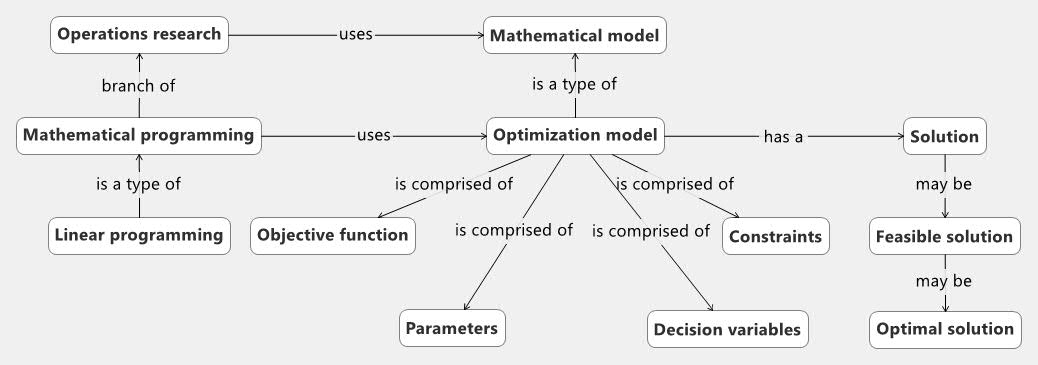 Operations research
uses
Mathematical model
branch of
is a type of
Mathematical programming
uses
Optimization model
has a
Solution
is a type of
is comprised of
is comprised of
may be
Linear programming
Objective function
is comprised of
is comprised of
Constraints
Feasible solution
may be
Parameters
Decision variables
Optimal solution